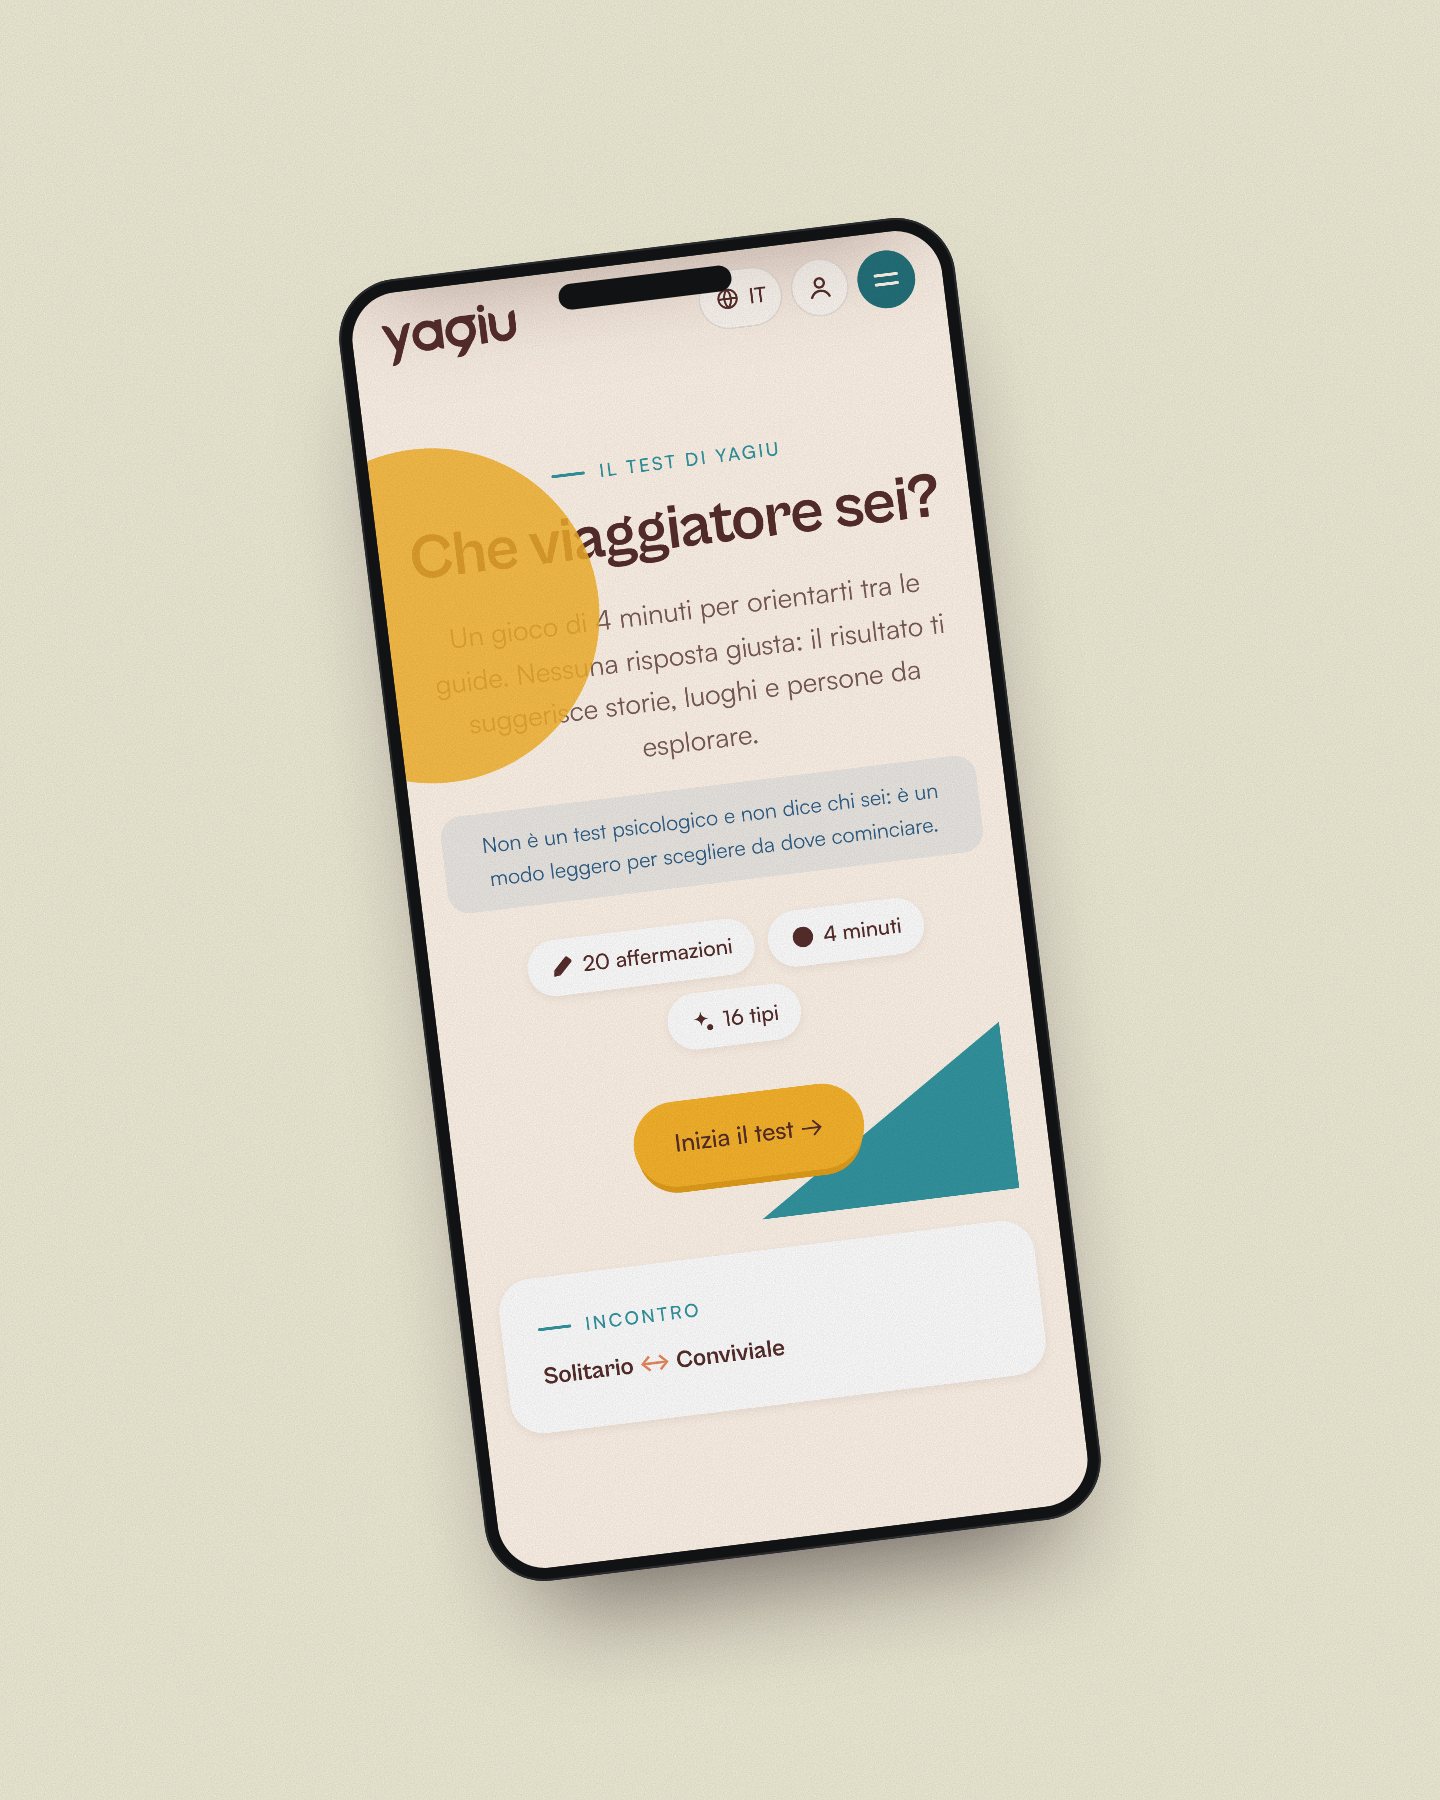 yagiu
IT
IL TEST DI YAGIU
Che viaggiatore sei?
Un gioco di 4 minuti per orientarti tra le
guide. Nessuna risposta giusta: il risultato ti
suggerisce storie, luoghi e persone da
esplorare.
Non è un test psicologico e non dice chi sei: è un
modo leggero per scegliere da dove cominciare.
20 affermazioni
4 minuti
16 tipi
Inizia il test →
INCONTRO
Solitario ↔ Conviviale